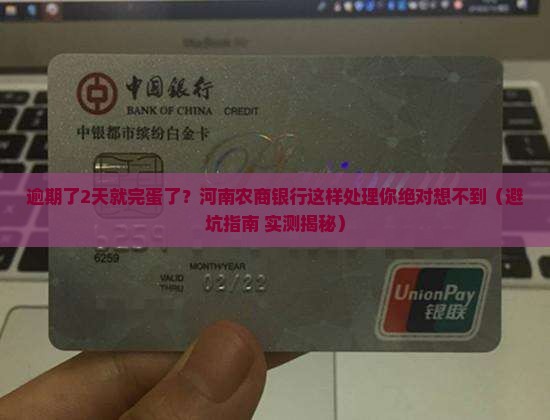 中国银行
BANK OF CHINA CREDIT
中银都市缤纷白金卡
逾期了2天就完蛋了？河南农商银行这样处理你绝对想不到（避
坑指南 实测揭秘）
6259
MONTH/YEAR
VALID
THRU
02/22
UnionPay
银联